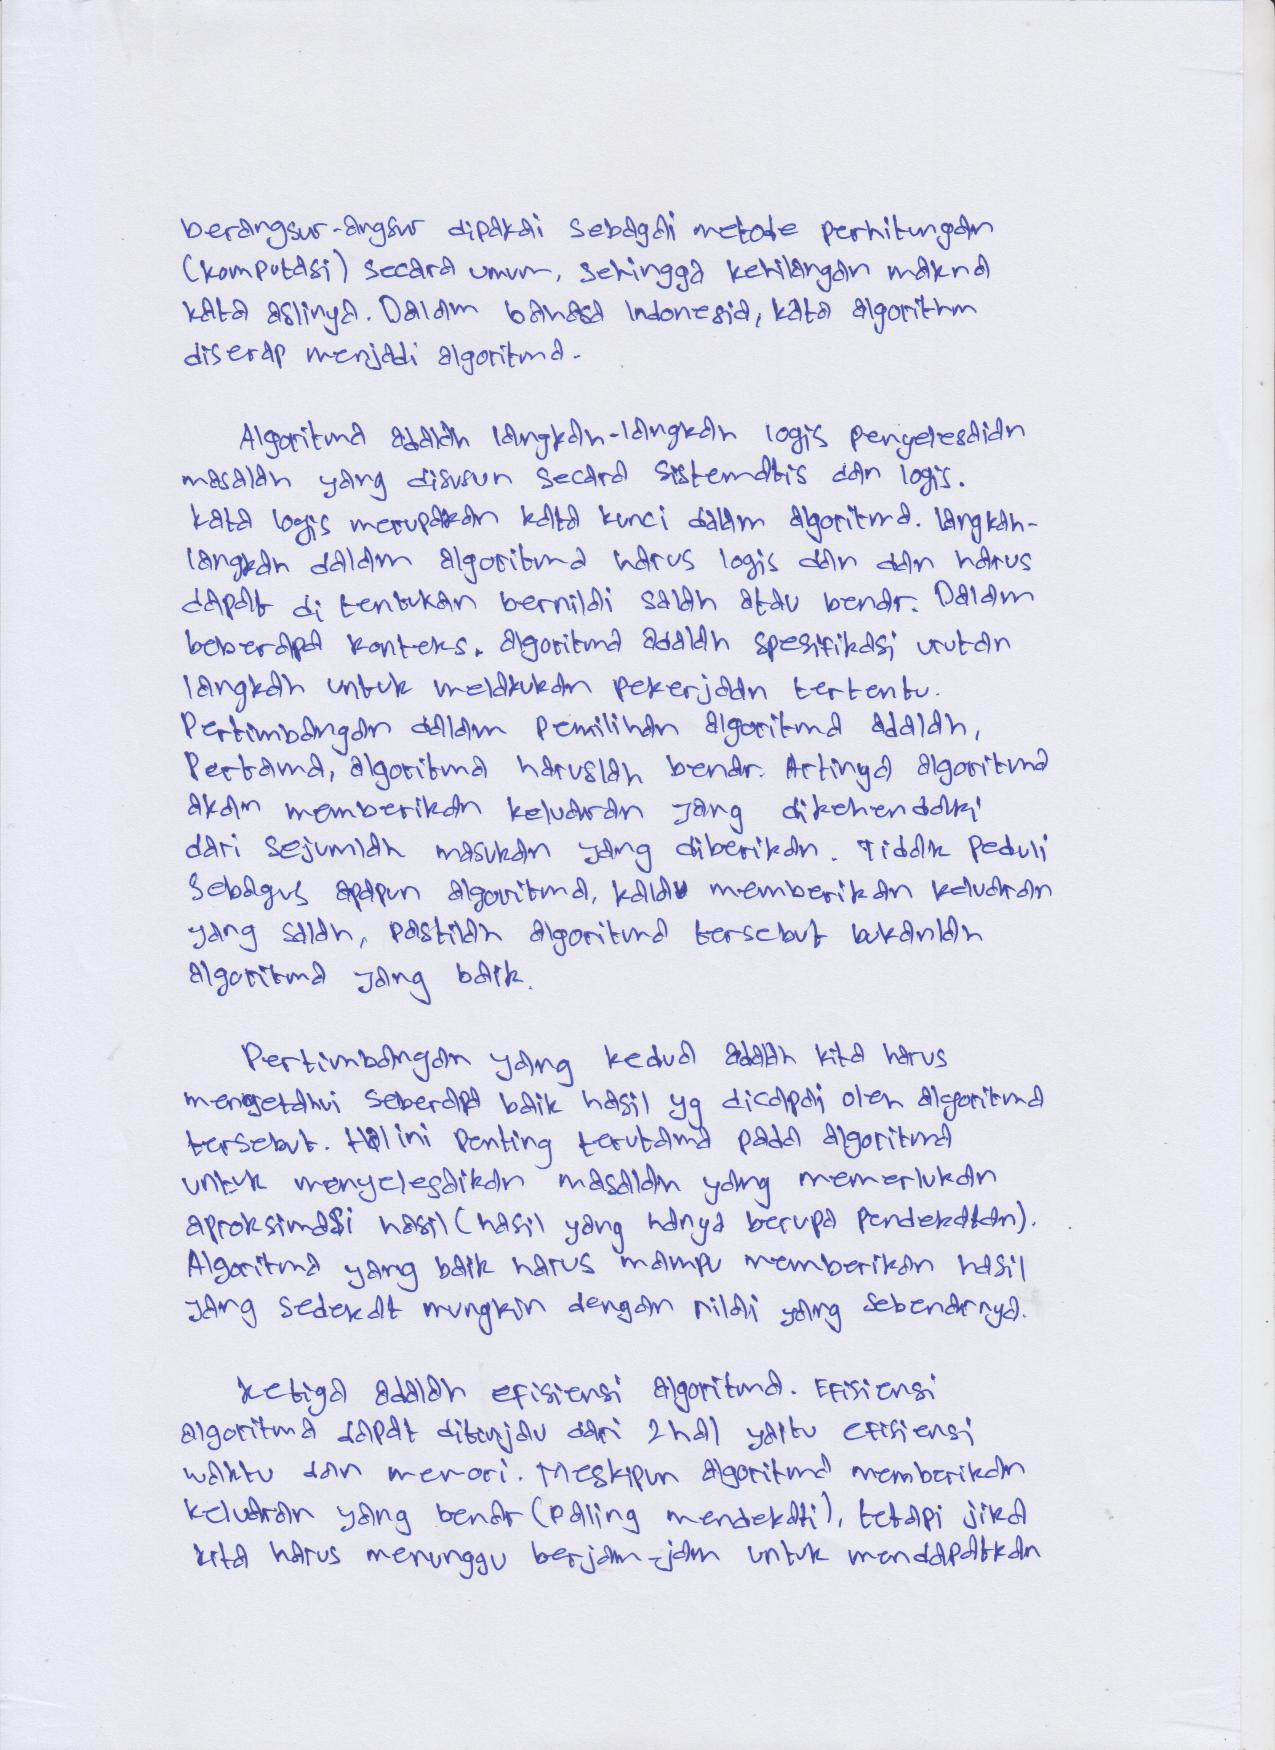 berangsur-angsur dipakai sebagai metode perhitungan
(komputasi) secara umum, sehingga kehilangan makna
kata aslinya. Dalam bahasa Indonesia, kata algorithm
diserap menjadi algoritma.
Algoritma adalah langkah-langkah logis penyelesaian
masalah yang disusun secara sistematis dan logis.
kata logis merupakan kata kunci dalam algoritma. langkah-
langkah dalam algoritma harus logis dan dan harus
dapat di tentukan bernilai salah atau benar. Dalam
beberapa konteks. algoritma adalah spesifikasi urutan
langkah untuk melakukan pekerjaan tertentu.
Pertimbangan dalam pemilihan algoritma adalah,
Pertama, algoritma haruslah benar. Artinya algoritma
akan memberikan keluaran yang dikehendaki
dari sejumlah masukan yang diberikan. Tidak peduli
sebagus apapun algoritma, kalau memberikan keluaran
yang salah, pastilah algoritma tersebut bukanlah
algoritma yang baik.
Pertimbangan yang kedua adalah kita harus
mengetahui seberapa baik hasil yg dicapai oleh algoritma
tersebut. Hal ini penting terutama pada algoritma
untuk menyelesaikan masalah yang memerlukan
aproksimasi hasil (hasil yang hanya berupa pendekatan).
Algoritma yang baik harus mampu memberikan hasil
yang sedekat mungkin dengan nilai yang sebenarnya.
Ketiga adalah efisiensi algoritma. Efisiensi
algoritma dapat ditinjau dari 2 hal yaitu efisiensi
waktu dan memori. Meskipun algoritma memberikan
keluaran yang benar (paling mendekati), tetapi jika
kita harus menunggu berjam-jam untuk mendapatkan